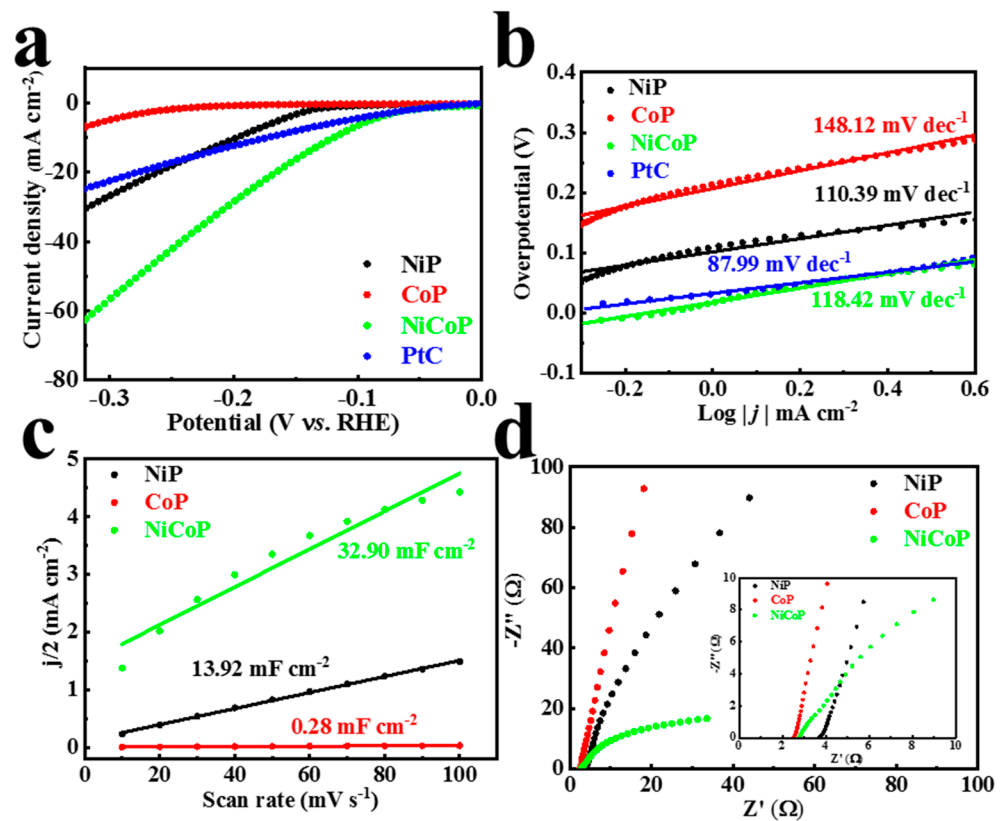 a
Current density (mA cm-2)
0
-20
-40
-60
-80
NiP
CoP
NiCoP
PtC
-0.3
-0.2
-0.1
0.0
Potential (V vs. RHE)
b
Overpotential (V)
0.4
0.3
0.2
0.1
0.0
-0.1
NiP
CoP
NiCoP
PtC
148.12 mV dec-1
110.39 mV dec-1
87.99 mV dec-1
118.42 mV dec-1
-0.2
0.0
0.2
0.4
0.6
Log |j | mA cm-2
c
j/2 (mA cm-2)
5
4
3
2
1
0
NiP
CoP
NiCoP
32.90 mF cm-2
13.92 mF cm-2
0.28 mF cm-2
0
20
40
60
80
100
Scan rate (mV s-1)
d
-Z'' (Ω)
100
80
60
40
20
0
NiP
CoP
NiCoP
-Z'' (Ω)
10
8
6
4
2
0
NiP
CoP
NiCoP
0
2
4
6
8
10
Z' (Ω)
0
20
40
60
80
100
Z' (Ω)